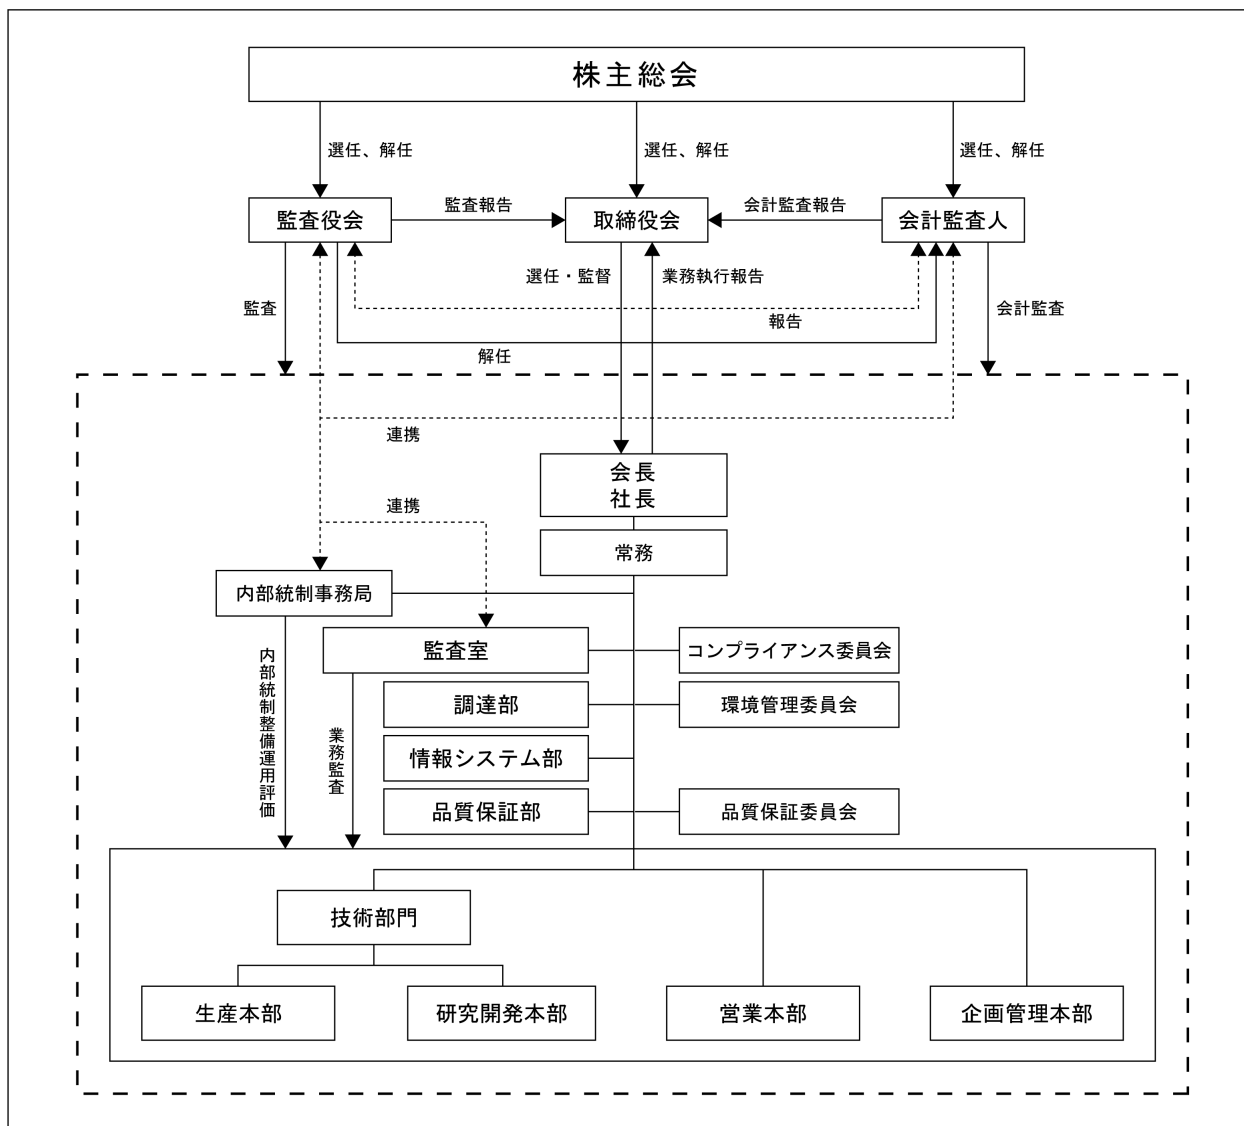 株主総会
選任、解任
選任、解任
選任、解任
監査役会
監査報告
取締役会
会計監査報告
会計監査人
選任・監督
業務執行報告
監査
報告
会計監査
解任
連携
会長
社長
連携
常務
内部統制事務局
監査室
コンプライアンス委員会
内部統制整備運用評価
調達部
環境管理委員会
業務監査
情報システム部
品質保証部
品質保証委員会
技術部門
生産本部
研究開発本部
営業本部
企画管理本部